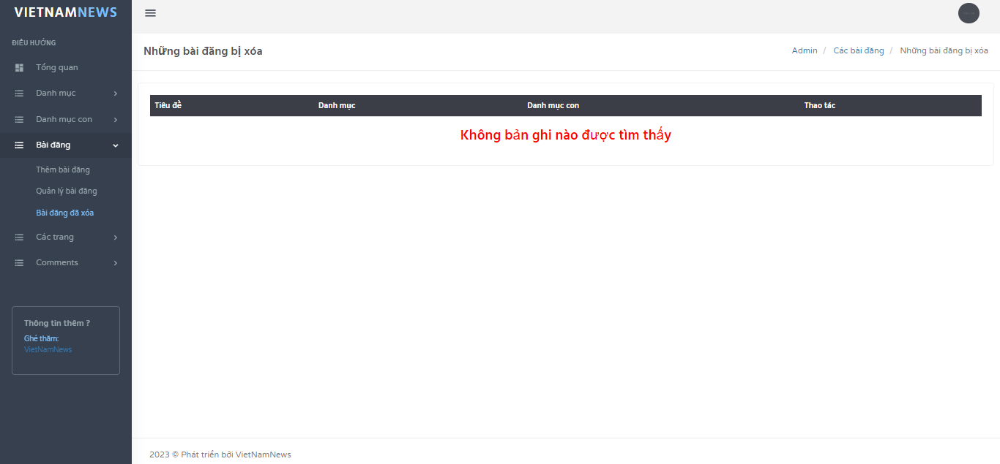 VIETNAMNEWS
ĐIỀU HƯỚNG
Tổng quan
Danh mục
Danh mục con
Bài đăng
Thêm bài đăng
Quản lý bài đăng
Bài đăng đã xóa
Các trang
Comments
Thông tin thêm ?
Ghé thăm:
VietNamNews
Những bài đăng bị xóa
Admin / Các bài đăng / Những bài đăng bị xóa
Tiêu đề Danh mục Danh mục con Thao tác
Không bản ghi nào được tìm thấy
2023 © Phát triển bởi VietNamNews